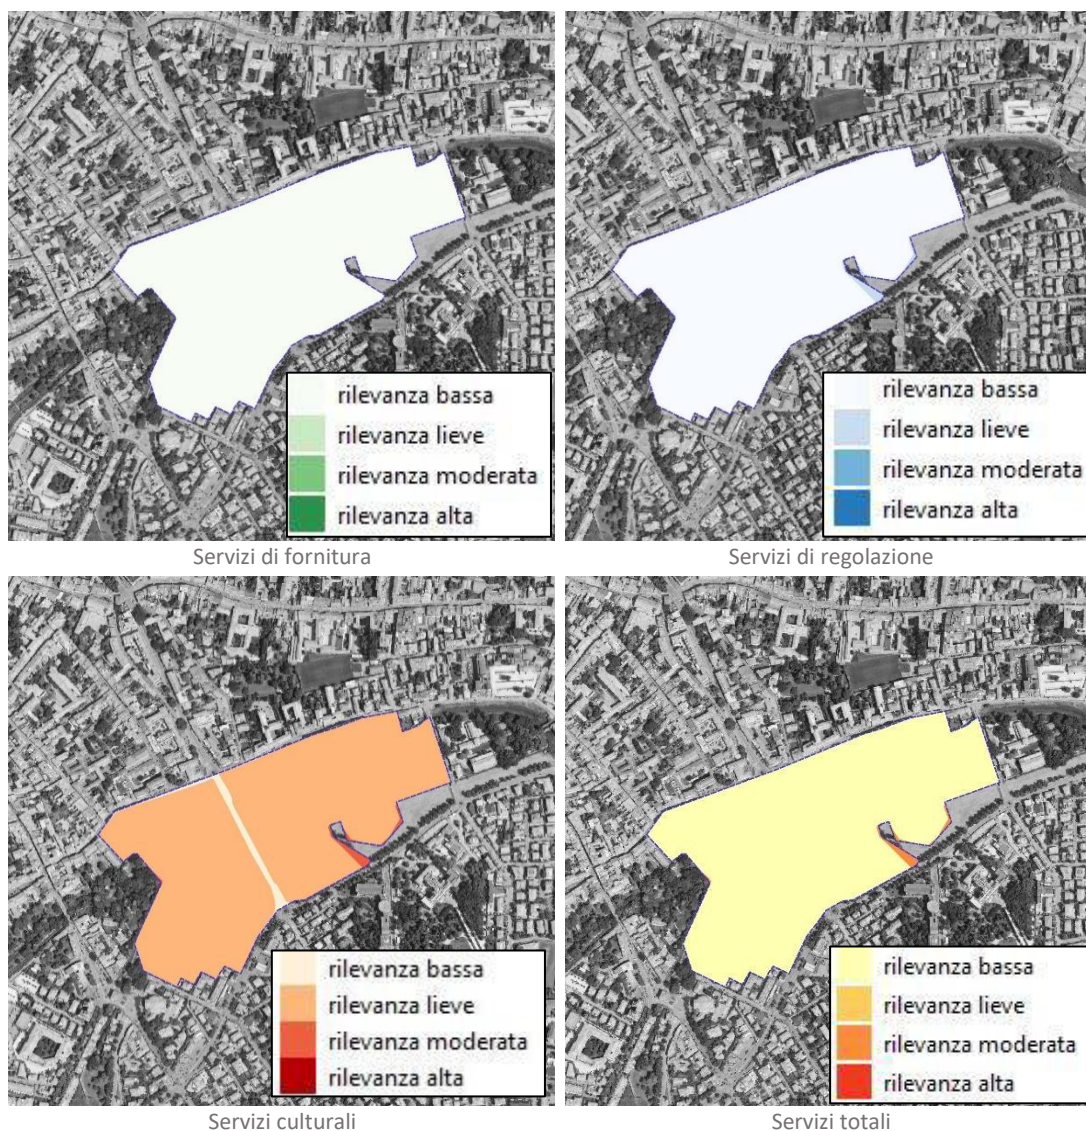 rilevanza bassa
rilevanza lieve
rilevanza moderata
rilevanza alta
Servizi di fornitura
rilevanza bassa
rilevanza lieve
rilevanza moderata
rilevanza alta
Servizi di regolazione
rilevanza bassa
rilevanza lieve
rilevanza moderata
rilevanza alta
Servizi culturali
rilevanza bassa
rilevanza lieve
rilevanza moderata
rilevanza alta
Servizi totali